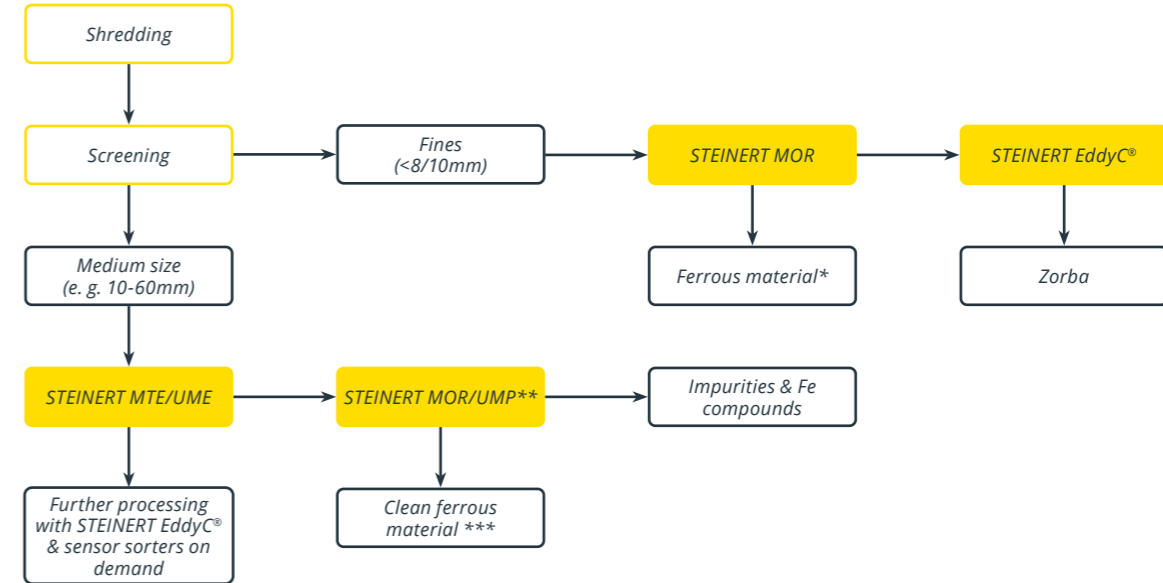 Shredding
Screening
Fines
(<8/10mm)
STEINERT MOR
STEINERT EddyC®
Medium size
(e. g. 10-60mm)
Ferrous material*
Zorba
STEINERT MTE/UME
STEINERT MOR/UMP**
Impurities & Fe
compounds
Further processing
with STEINERT EddyC®
& sensor sorters on
demand
Clean ferrous
material ***